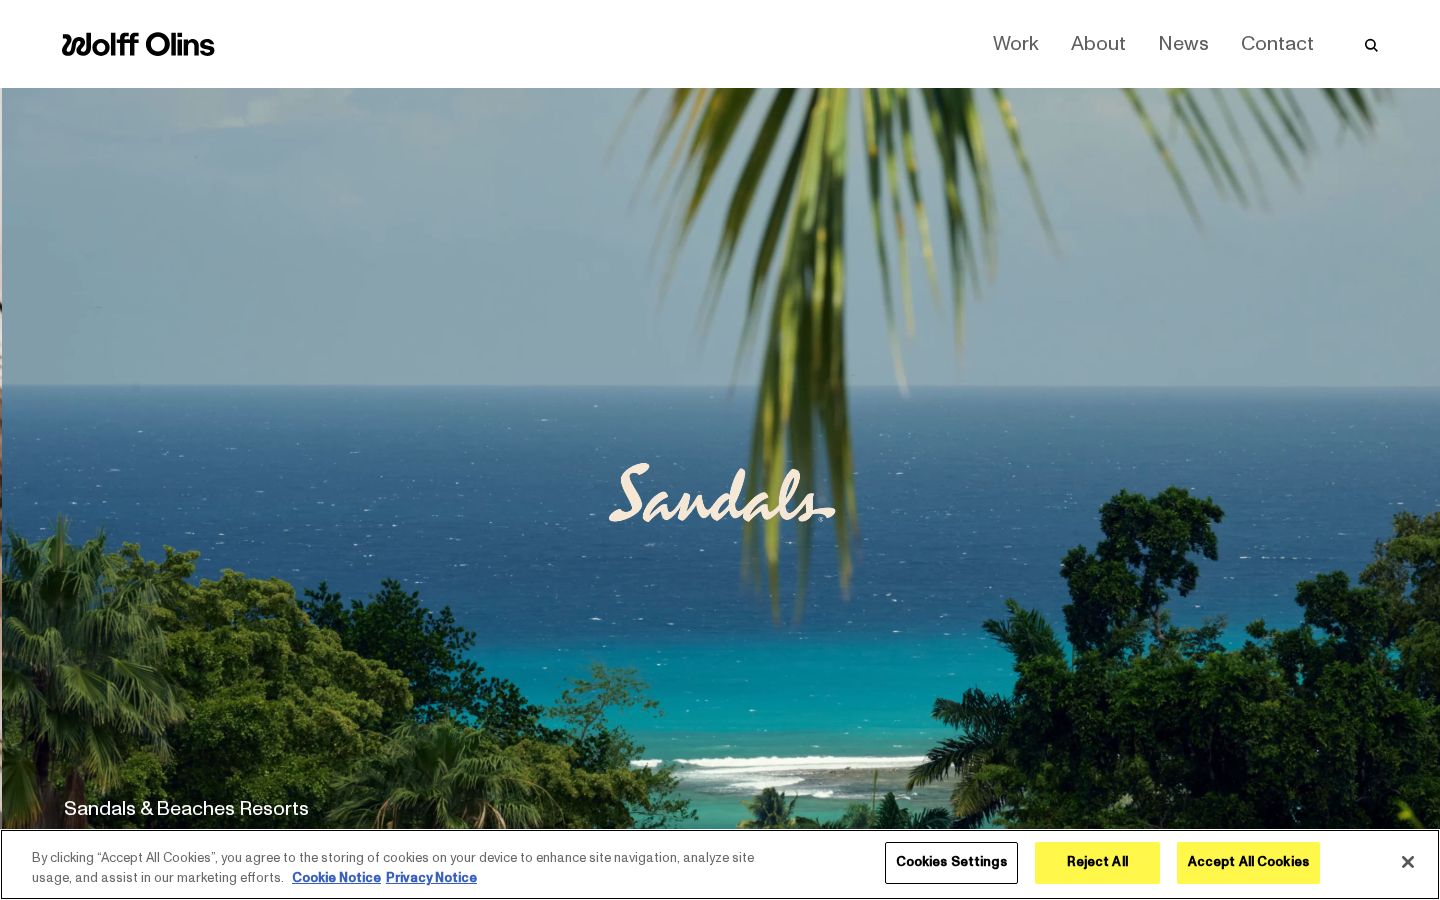 Wolff Olins
Work
About
News
Contact
Sandals®
Sandals & Beaches Resorts
By clicking “Accept All Cookies”, you agree to the storing of cookies on your device to enhance site navigation, analyze site
usage, and assist in our marketing efforts. Cookie Notice Privacy Notice
Cookies Settings
Reject All
Accept All Cookies